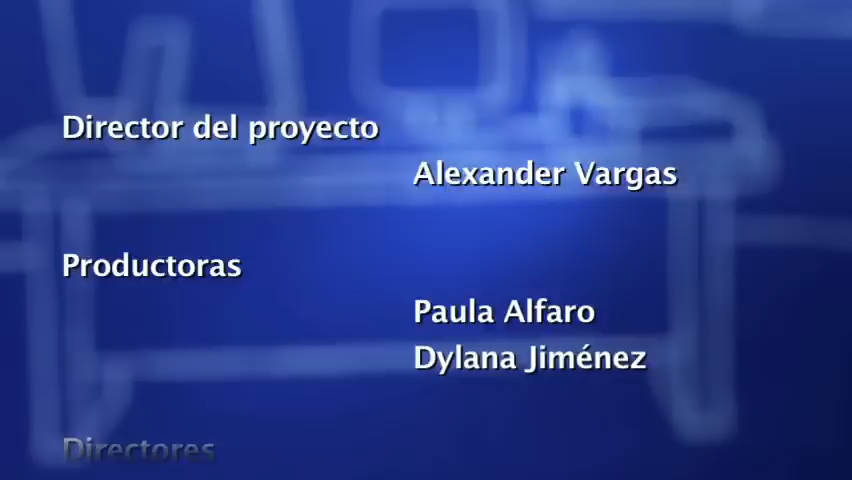 Director del proyecto
Alexander Vargas
Productoras
Paula Alfaro
Dylana Jiménez
Directores